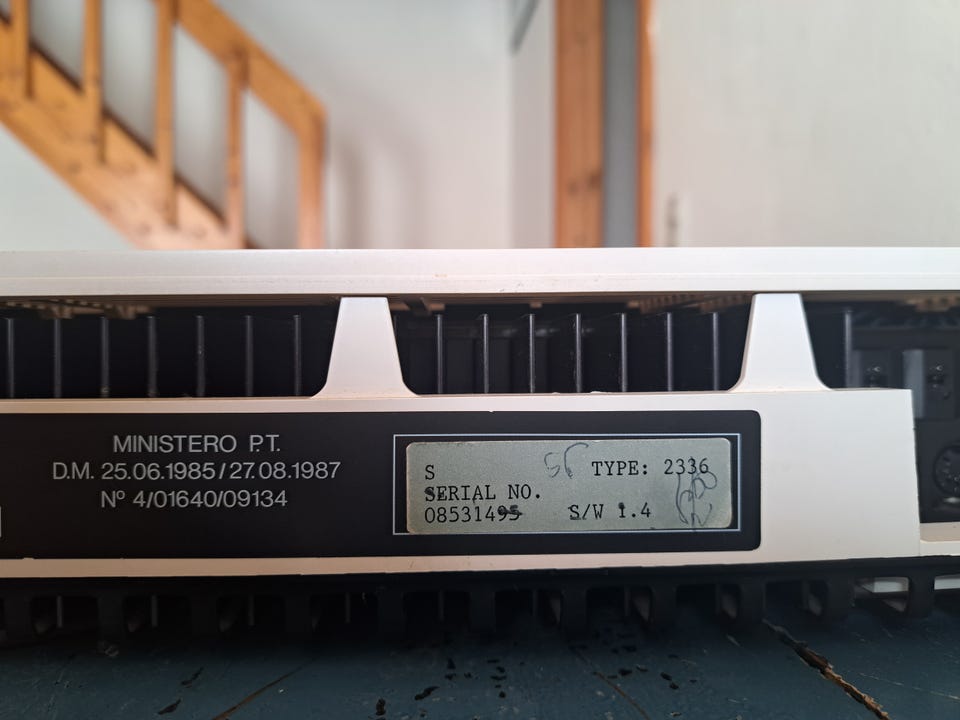 MINISTERO P.T.
D.M. 25.06.1985/27.08.1987
Nº 4/01640/09134
S TYPE: 2336
SERIAL NO.
08531495 S/W 1.4